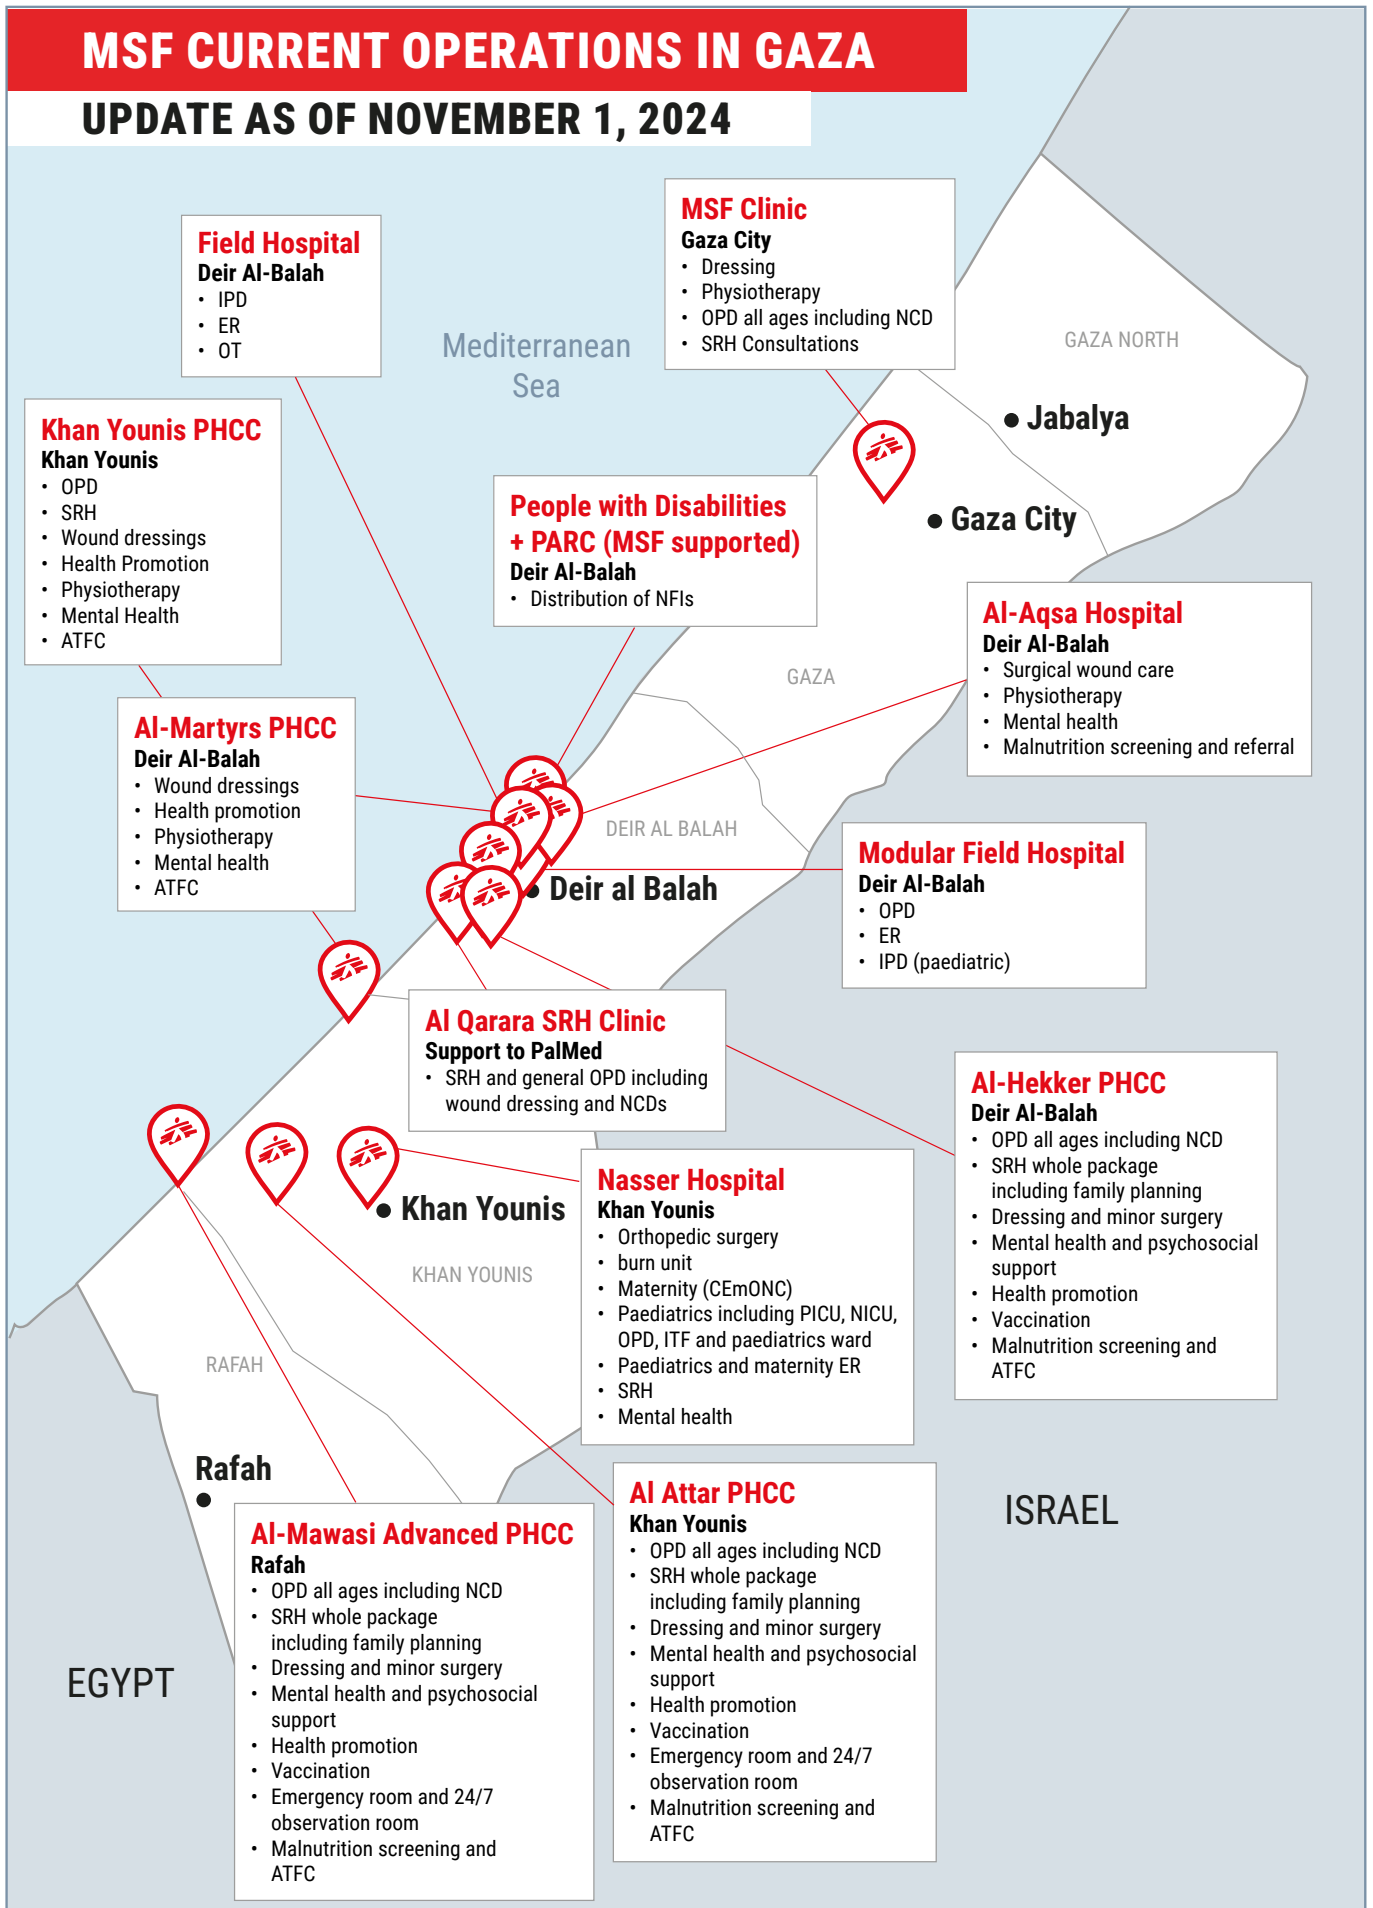 MSF CURRENT OPERATIONS IN GAZA
UPDATE AS OF NOVEMBER 1, 2024
MSF Clinic
Gaza City
• Dressing
• Physiotherapy
• OPD all ages including NCD
• SRH Consultations
Field Hospital
Deir Al-Balah
• IPD
• ER
• OT
Mediterranean
Sea
GAZA NORTH
Jabalya
Khan Younis PHCC
Khan Younis
• OPD
• SRH
• Wound dressings
• Health Promotion
• Physiotherapy
• Mental Health
• ATFC
People with Disabilities
+ PARC (MSF supported)
Deir Al-Balah
• Distribution of NFIs
Gaza City
Al-Aqsa Hospital
Deir Al-Balah
• Surgical wound care
• Physiotherapy
• Mental health
• Malnutrition screening and referral
GAZA
Al-Martyrs PHCC
Deir Al-Balah
• Wound dressings
• Health promotion
• Physiotherapy
• Mental health
• ATFC
DEIR AL BALAH
Deir al Balah
Modular Field Hospital
Deir Al-Balah
• OPD
• ER
• IPD (paediatric)
Al Qarara SRH Clinic
Support to PalMed
• SRH and general OPD including
wound dressing and NCDs
Al-Hekker PHCC
Deir Al-Balah
• OPD all ages including NCD
• SRH whole package
including family planning
• Dressing and minor surgery
• Mental health and psychosocial
support
• Health promotion
• Vaccination
• Malnutrition screening and
ATFC
Nasser Hospital
Khan Younis
• Orthopedic surgery
• burn unit
• Maternity (CEmONC)
• Paediatrics including PICU, NICU,
OPD, ITF and paediatrics ward
• Paediatrics and maternity ER
• SRH
• Mental health
Khan Younis
KHAN YOUNIS
RAFAH
Rafah
Al Attar PHCC
Khan Younis
• OPD all ages including NCD
• SRH whole package
including family planning
• Dressing and minor surgery
• Mental health and psychosocial
support
• Health promotion
• Vaccination
• Emergency room and 24/7
observation room
• Malnutrition screening and
ATFC
ISRAEL
Al-Mawasi Advanced PHCC
Rafah
• OPD all ages including NCD
• SRH whole package
including family planning
• Dressing and minor surgery
• Mental health and psychosocial
support
• Health promotion
• Vaccination
• Emergency room and 24/7
observation room
• Malnutrition screening and
ATFC
EGYPT